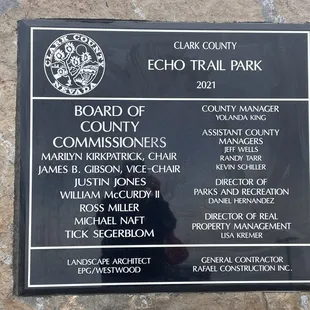 CLARK COUNTY
NEVADA
CLARK COUNTY
ECHO TRAIL PARK
2021
BOARD OF
COUNTY
COMMISSIONERS
MARILYN KIRKPATRICK, CHAIR
JAMES B. GIBSON, VICE-CHAIR
JUSTIN JONES
WILLIAM McCURDY II
ROSS MILLER
MICHAEL NAFT
TICK SEGERBLOM
COUNTY MANAGER
YOLANDA KING
ASSISTANT COUNTY
MANAGERS
JEFF WELLS
RANDY TARR
KEVIN SCHILLER
DIRECTOR OF
PARKS AND RECREATION
DANIEL HERNANDEZ
DIRECTOR OF REAL
PROPERTY MANAGEMENT
LISA KREMER
LANDSCAPE ARCHITECT
EPG/WESTWOOD
GENERAL CONTRACTOR
RAFAEL CONSTRUCTION INC.